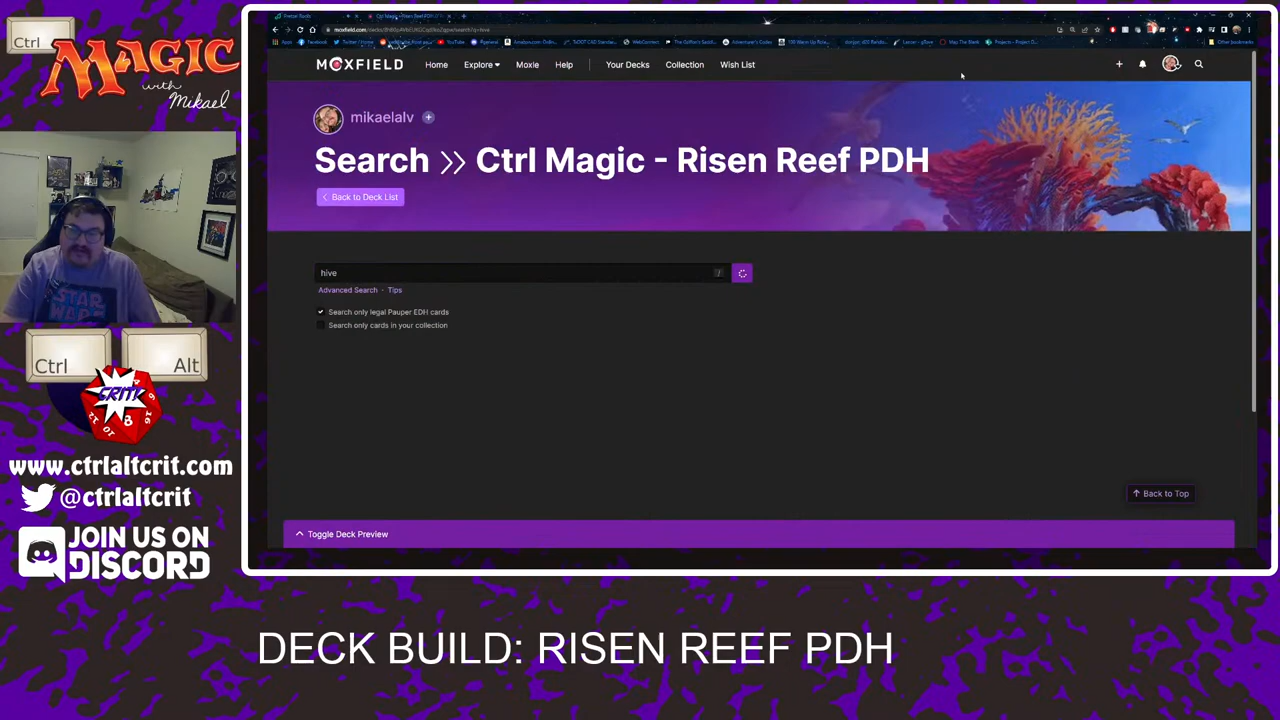 Ctrl
MAGIC
with
Mikael
Ctrl
Alt
CRIT
www.ctrlaltcrit.com
@ctrlaltcrit
JOIN US ON
DISCORD
MOXFIELD
Home
Explore
Moxie
Help
Your Decks
Collection
Wish List
mikaelalv
Search >> Ctrl Magic - Risen Reef PDH
Back to Deck List
hive
/
Advanced Search - Tips
Search only legal Pauper EDH cards
Search only cards in your collection
Back to Top
Toggle Deck Preview
DECK BUILD: RISEN REEF PDH